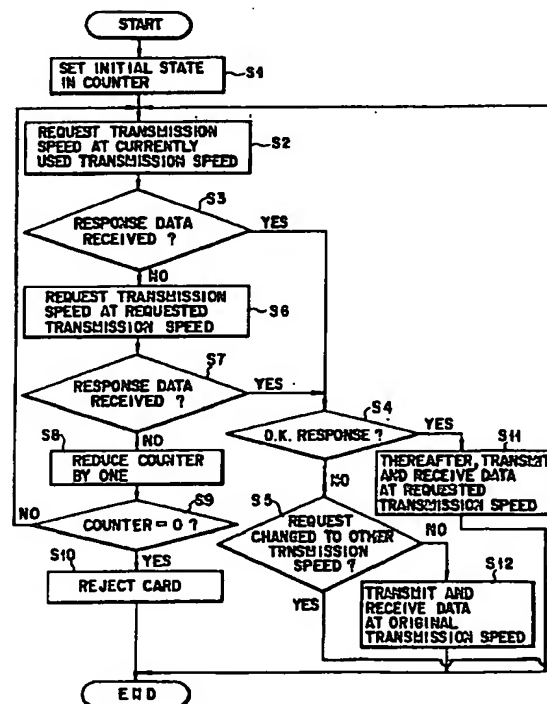 START
SET INITIAL STATE
IN COUNTER
S1
REQUEST TRANSMISSION
SPEED AT CURRENTLY
USED TRANSMISSION SPEED
S2
S3
RESPONSE DATA
RECEIVED ?
YES
NO
REQUEST TRANSMISSION
SPEED AT REQUESTED
TRANSMISSION SPEED
S6
S7
RESPONSE DATA
RECEIVED ?
YES
NO
S8
REDUCE COUNTER
BY ONE
S9
COUNTER = 0 ?
NO
YES
S10
REJECT CARD
S4
O.K. RESPONSE ?
YES
NO
S11
THEREAFTER, TRANSMIT
AND RECEIVE DATA
AT REQUESTED
TRANSMISSION SPEED
S5
REQUEST
CHANGED TO OTHER
TRNSMISSION
SPEED ?
NO
YES
S12
TRANSMIT AND
RECEIVE DATA
AT ORIGINAL
TRANSMISSION SPEED
END